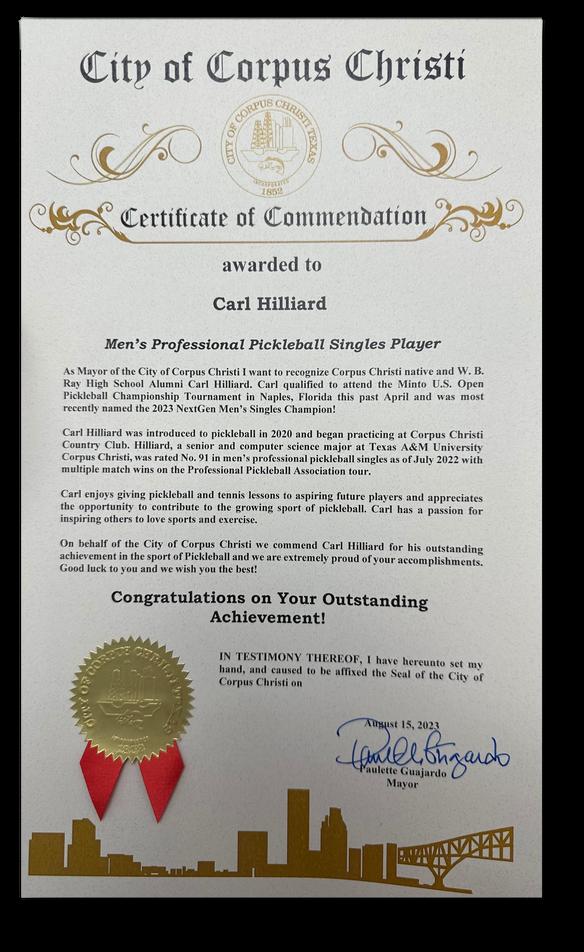 City of Corpus Christi
CITY OF CORPUS CHRISTI, TEXAS
INCORPORATED
1852
Certificate of Commendation
awarded to
Carl Hilliard
Men's Professional Pickleball Singles Player
As Mayor of the City of Corpus Christi I want to recognize Corpus Christi native and W. B.
Ray High School Alumni Carl Hilliard. Carl qualified to attend the Minto U.S. Open
Pickleball Championship Tournament in Naples, Florida this past April and was most
recently named the 2023 NextGen Men's Singles Champion!
Carl Hilliard was introduced to pickleball in 2020 and began practicing at Corpus Christi
Country Club. Hilliard, a senior and computer science major at Texas A&M University
Corpus Christi, was rated No. 91 in men's professional pickleball singles as of July 2022 with
multiple match wins on the Professional Pickleball Association tour.
Carl enjoys giving pickleball and tennis lessons to aspiring future players and appreciates
the opportunity to contribute to the growing sport of pickleball. Carl has a passion for
inspiring others to love sports and exercise.
On behalf of the City of Corpus Christi we commend Carl Hilliard for his outstanding
achievement in the sport of Pickleball and we are extremely proud of your accomplishments.
Good luck to you and we wish you the best!
Congratulations on Your Outstanding
Achievement!
CITY OF CORPUS CHRISTI
IN TESTIMONY THEREOF, I have hereunto set my
hand, and caused to be affixed the Seal of the City of
Corpus Christi on
August 15, 2023
Paulette Guajardo
Mayor